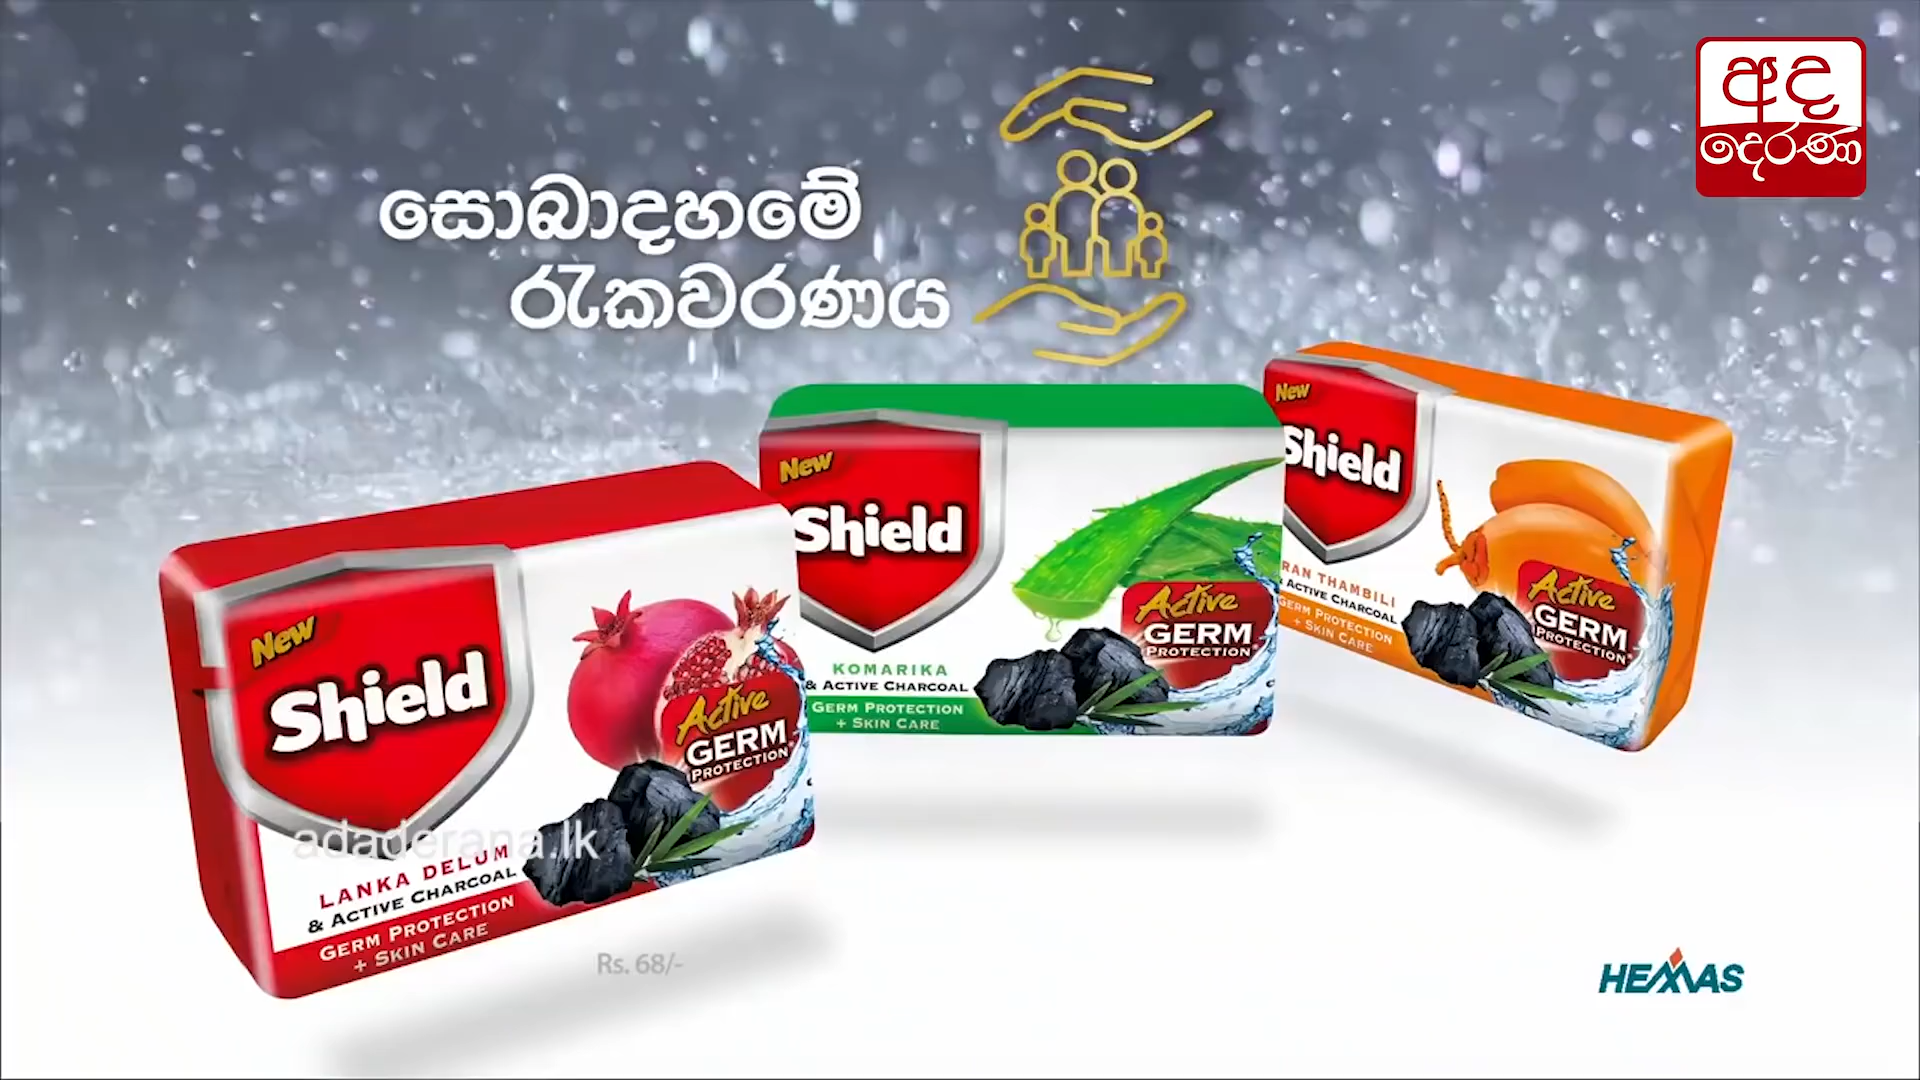 අද
දෙරණ
සොබාදහමේ
රැකවරණය
New
Shield
LANKA DELUM
& ACTIVE CHARCOAL
GERM PROTECTION
+ SKIN CARE
Active
GERM
PROTECTION
New
Shield
KOMARIKA
& ACTIVE CHARCOAL
GERM PROTECTION
+ SKIN CARE
Active
GERM
PROTECTION
New
Shield
RAN THAMBILI
& ACTIVE CHARCOAL
GERM PROTECTION
+ SKIN CARE
Active
GERM
PROTECTION
adaderana.lk
Rs. 68/-
HEMAS